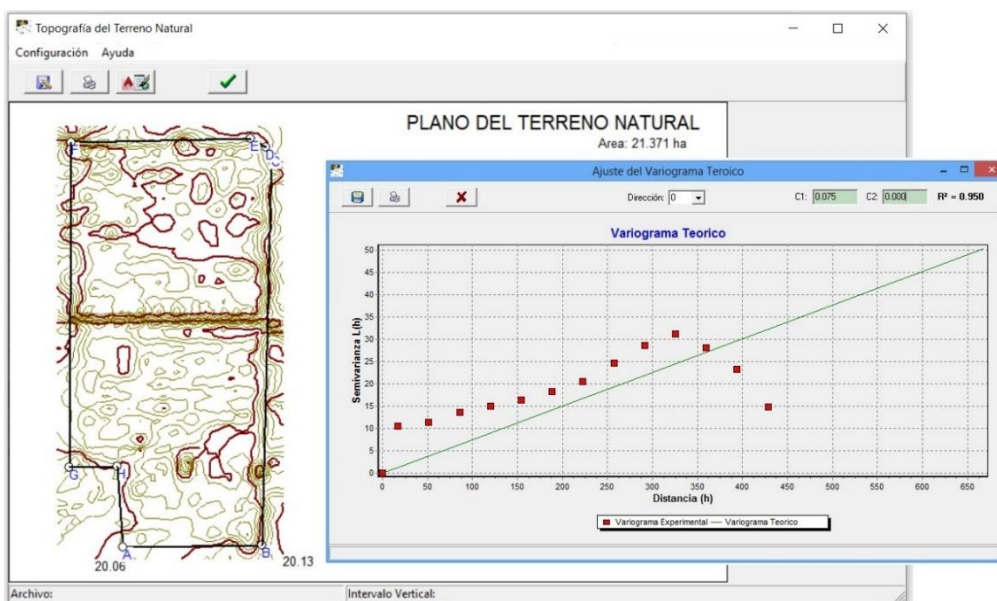 Topografía del Terreno Natural
Configuración Ayuda
PLANO DEL TERRENO NATURAL
Area: 21.371 ha
F
E
D
G
H
A
B
20.06
20.13
Archivo:
Intervalo Vertical:
Ajuste del Variograma Teroico
Dirección: 0
C1: 0.075
C2: 0.000
R² = 0.950
Variograma Teorico
Semivarianza L(h)
50
45
40
35
30
25
20
15
10
5
0
0 50 100 150 200 250 300 350 400 450 500 550 600 650
Distancia (h)
Variograma Experimental
Variograma Teorico